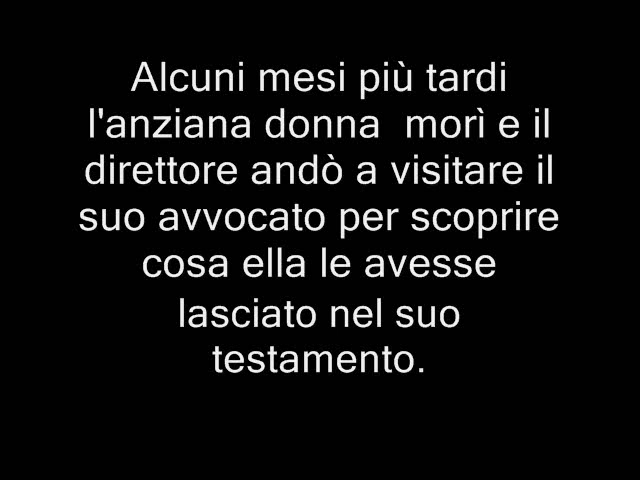 Alcuni mesi più tardi
l'anziana donna  morì e il
direttore andò a visitare il
suo avvocato per scoprire
cosa ella le avesse
lasciato nel suo
testamento.